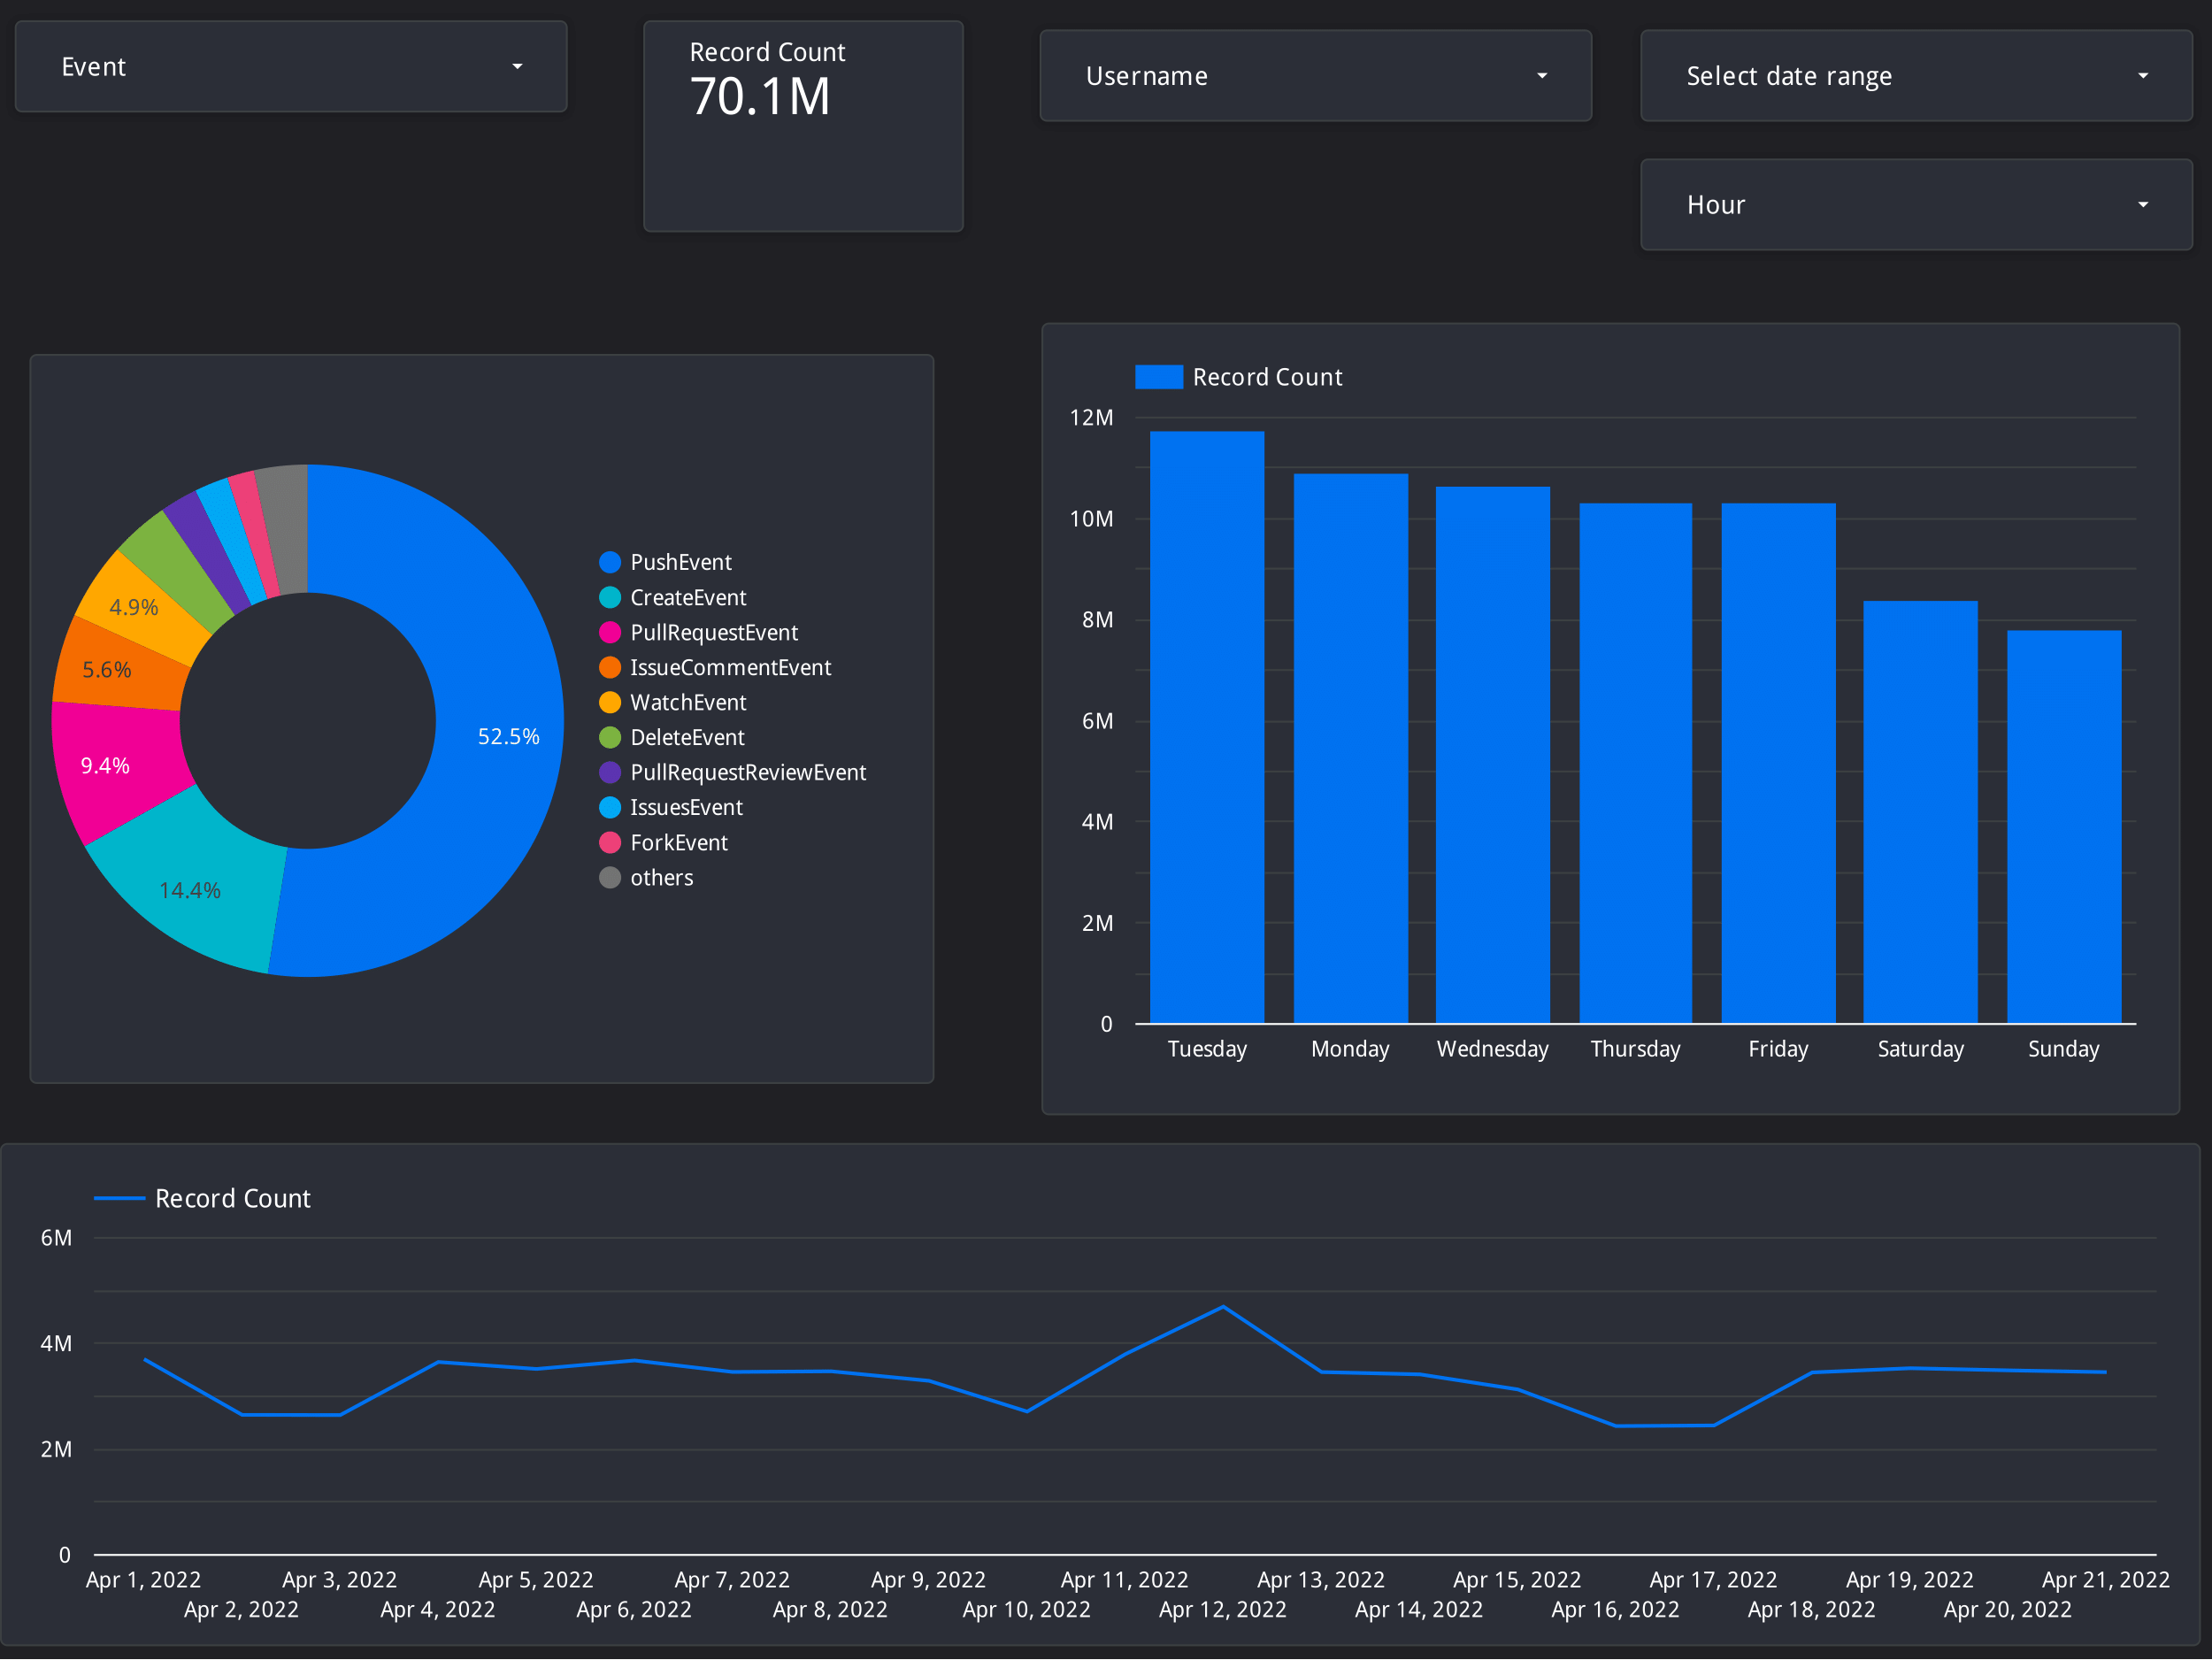 Event
Record Count
70.1M
Username
Select date range
Hour
52.5%
14.4%
9.4%
5.6%
4.9%
PushEvent
CreateEvent
PullRequestEvent
IssueCommentEvent
WatchEvent
DeleteEvent
PullRequestReviewEvent
IssuesEvent
ForkEvent
others
Record Count
12M
10M
8M
6M
4M
2M
0
Tuesday Monday Wednesday Thursday Friday Saturday Sunday
Record Count
6M
4M
2M
0
Apr 1, 2022 Apr 3, 2022 Apr 5, 2022 Apr 7, 2022 Apr 9, 2022 Apr 11, 2022 Apr 13, 2022 Apr 15, 2022 Apr 17, 2022 Apr 19, 2022 Apr 21, 2022
Apr 2, 2022 Apr 4, 2022 Apr 6, 2022 Apr 8, 2022 Apr 10, 2022 Apr 12, 2022 Apr 14, 2022 Apr 16, 2022 Apr 18, 2022 Apr 20, 2022